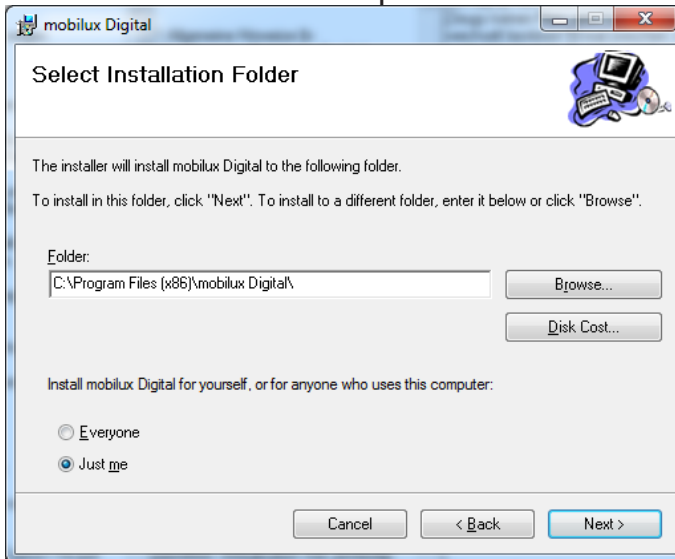 mobilux Digital
Select Installation Folder
The installer will install mobilux Digital to the following folder.
To install in this folder, click "Next". To install to a different folder, enter it below or click "Browse".
Folder:
C:\Program Files (x86)\mobilux Digital\
Browse...
Disk Cost...
Install mobilux Digital for yourself, or for anyone who uses this computer:
Everyone
Just me
Cancel
< Back
Next >